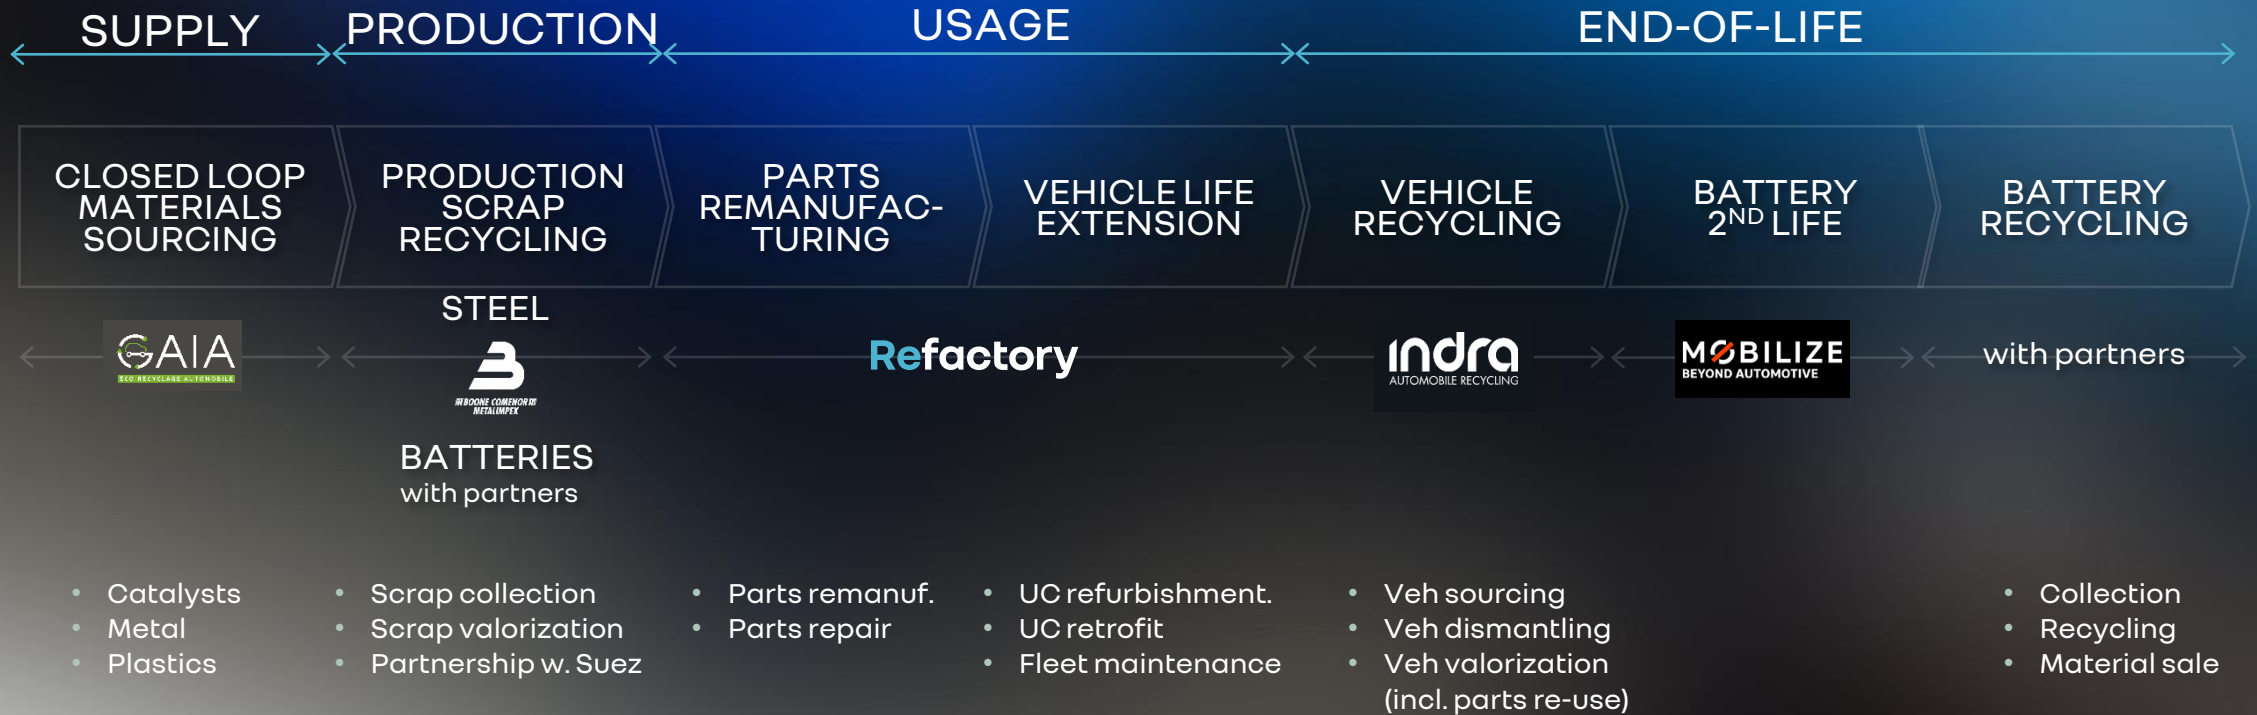 SUPPLY
PRODUCTION
USAGE
END-OF-LIFE
CLOSED LOOP
MATERIALS
SOURCING
PRODUCTION
SCRAP
RECYCLING
PARTS
REMANUFAC-
TURING
VEHICLE LIFE
EXTENSION
VEHICLE
RECYCLING
BATTERY
2ND LIFE
BATTERY
RECYCLING
GAIA
ECO RECYCLAGE AUTOMOBILE
STEEL
BOONE COMENOR
METALIMPEX
BATTERIES
with partners
Refactory
indra
AUTOMOBILE RECYCLING
MOBILIZE
BEYOND AUTOMOTIVE
with partners
• Catalysts
• Metal
• Plastics
• Scrap collection
• Scrap valorization
• Partnership w. Suez
• Parts remanuf.
• Parts repair
• UC refurbishment.
• UC retrofit
• Fleet maintenance
• Veh sourcing
• Veh dismantling
• Veh valorization
(incl. parts re-use)
• Collection
• Recycling
• Material sale